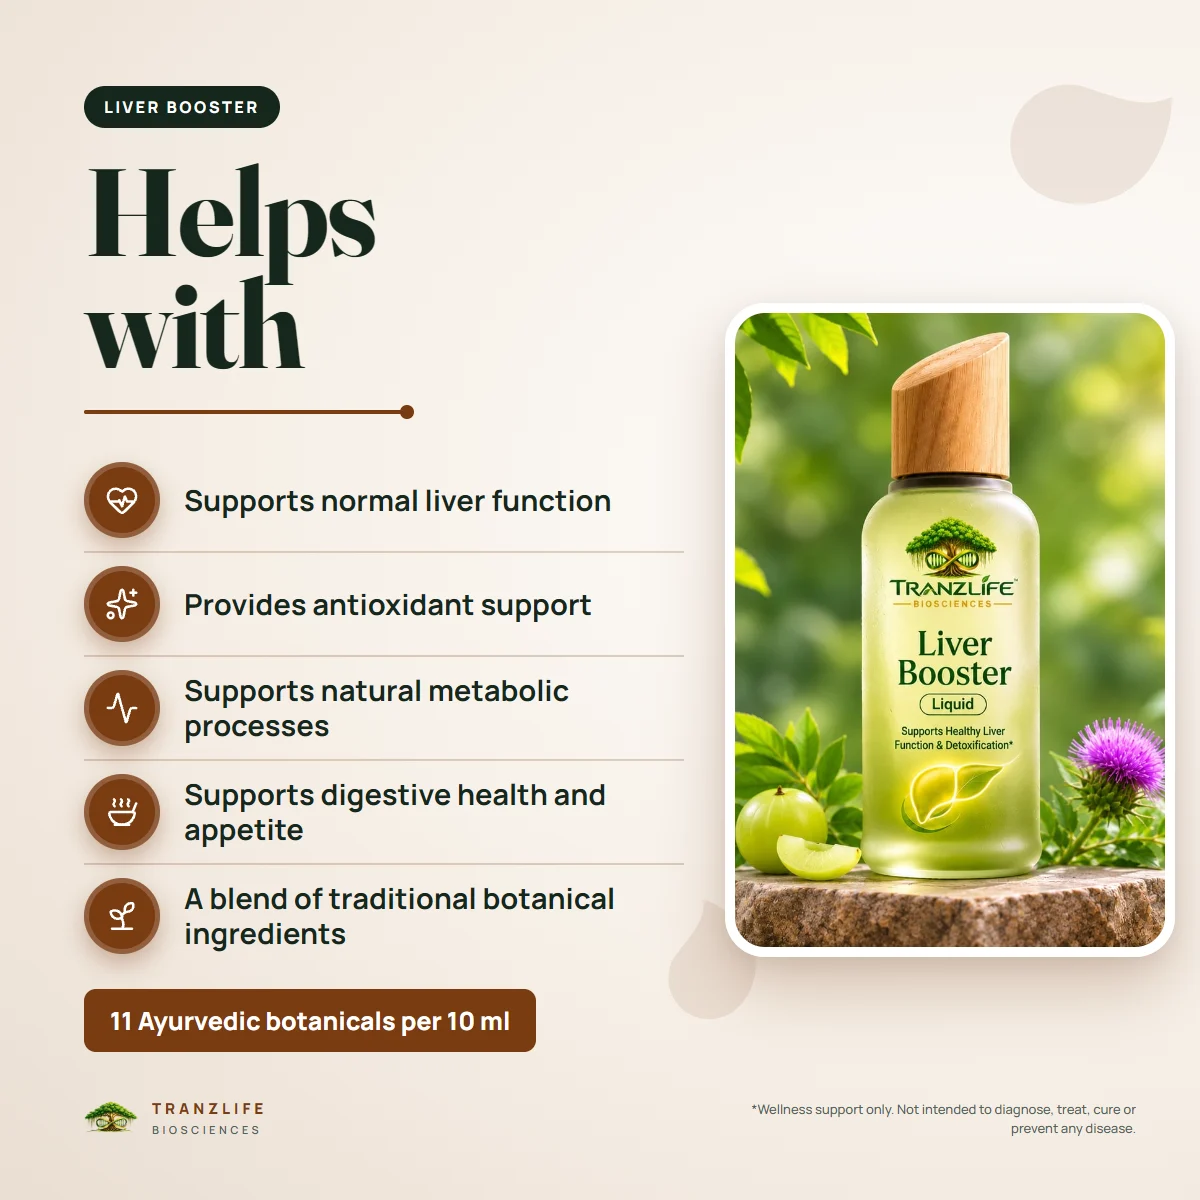 LIVER BOOSTER
Helps
with
Supports normal liver function
Provides antioxidant support
Supports natural metabolic
processes
Supports digestive health and
appetite
A blend of traditional botanical
ingredients
11 Ayurvedic botanicals per 10 ml
TRANZLIFE™
BIOSCIENCES
Liver
Booster
Liquid
Supports Healthy Liver
Function & Detoxification*
TRANZLIFE
BIOSCIENCES
*Wellness support only. Not intended to diagnose, treat, cure or
prevent any disease.